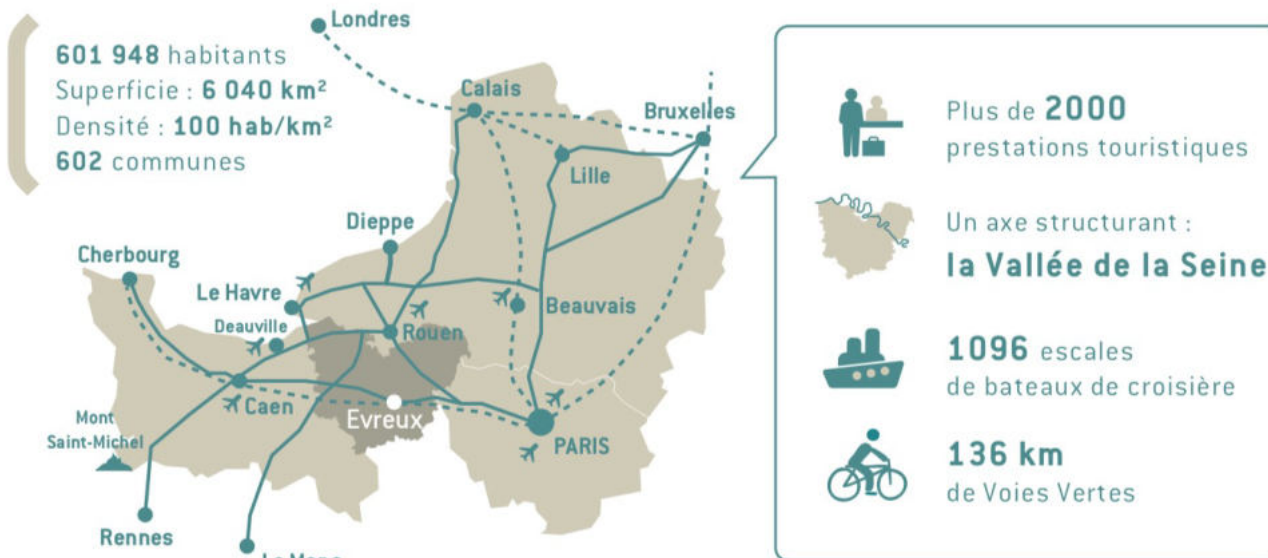 601 948 habitants
Superficie : 6 040 km²
Densité : 100 hab/km²
602 communes
Londres
Calais
Bruxelles
Lille
Dieppe
Cherbourg
Le Havre
Deauville
Rouen
Beauvais
Caen
Evreux
Mont
Saint-Michel
PARIS
Rennes
Plus de 2000
prestations touristiques
Un axe structurant :
la Vallée de la Seine
1096 escales
de bateaux de croisière
136 km
de Voies Vertes